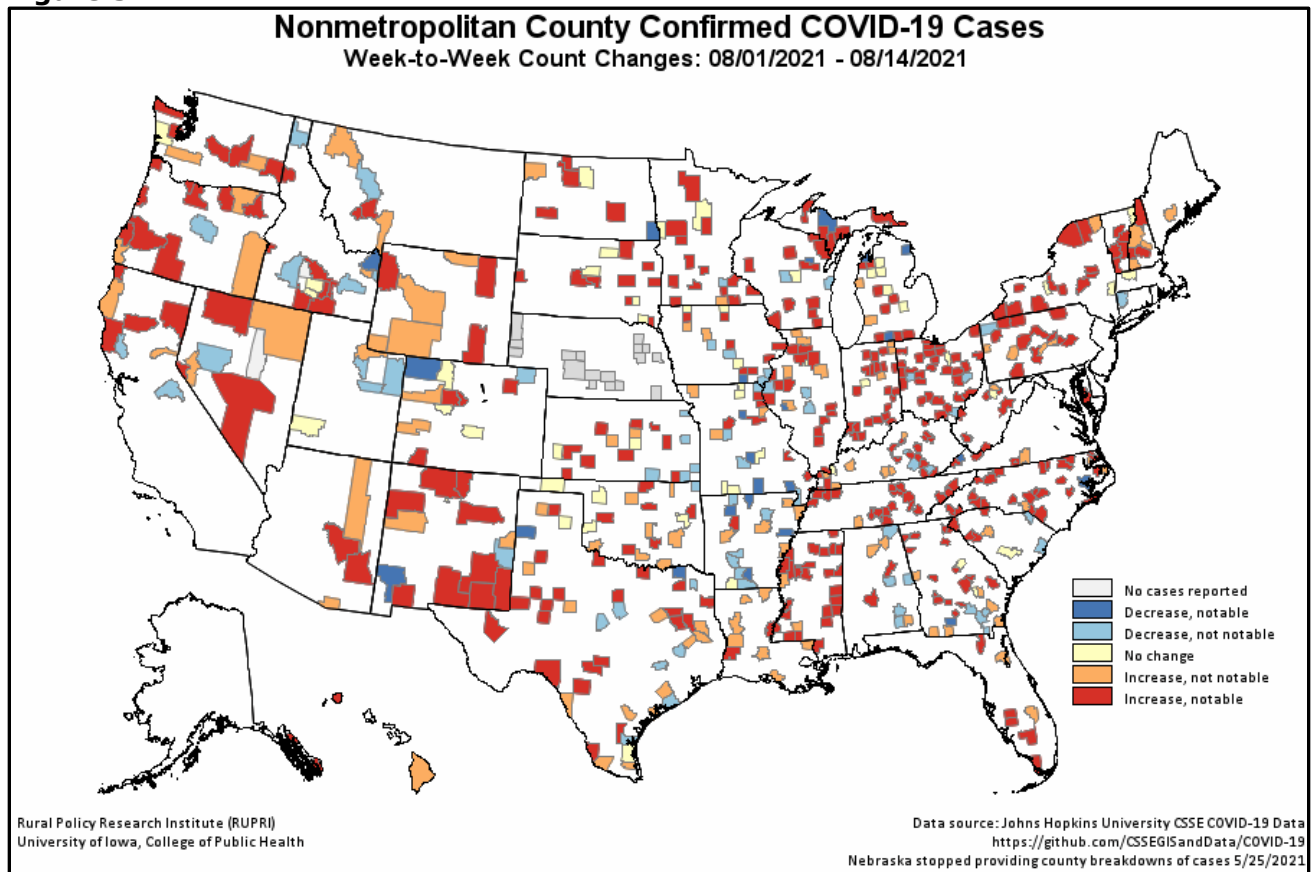 Nonmetropolitan County Confirmed COVID-19 Cases
Week-to-Week Count Changes: 08/01/2021 - 08/14/2021
No cases reported
Decrease, notable
Decrease, not notable
No change
Increase, not notable
Increase, notable
Rural Policy Research Institute (RUPRI)
University of Iowa, College of Public Health
Data source: Johns Hopkins University CSSE COVID-19 Data
https://github.com/CSSEGISandData/COVID-19
Nebraska stopped providing county breakdowns of cases 5/25/2021